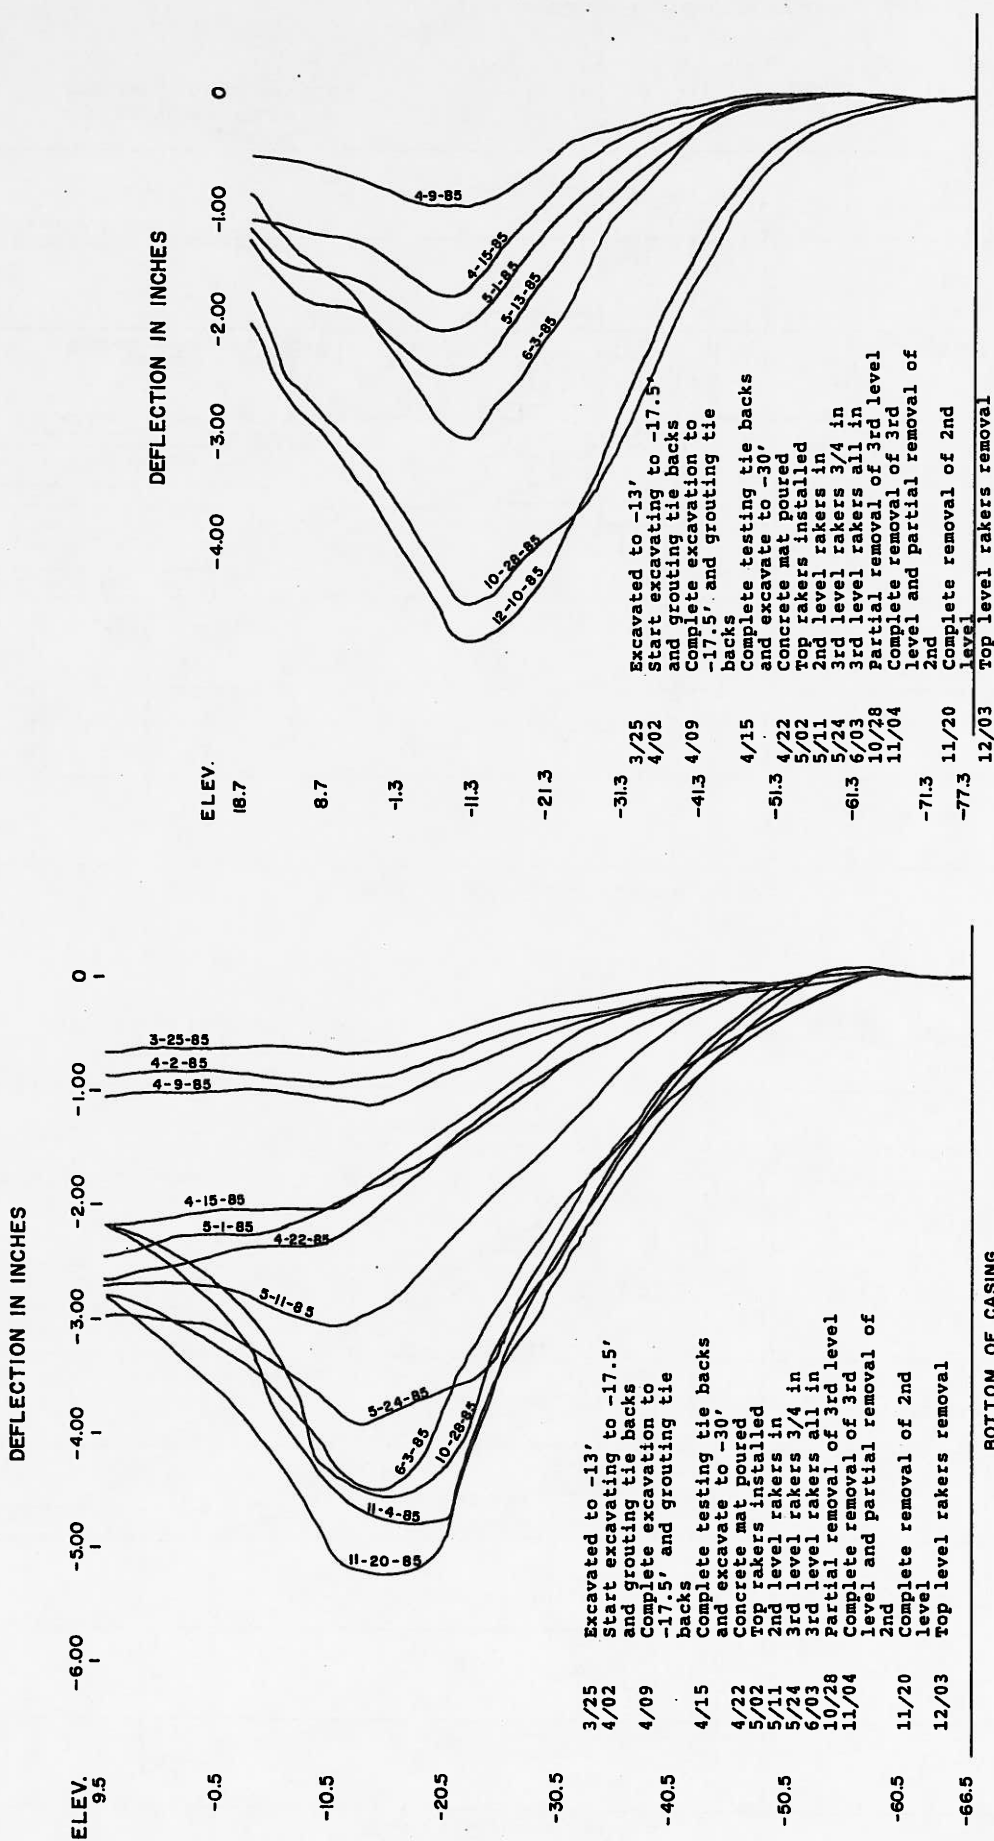 DEFLECTION IN INCHES
-6.00
-5.00
-4.00
-3.00
-2.00
-1.00
0
ELEV.
9.5
-0.5
-10.5
-20.5
-30.5
-40.5
-50.5
-60.5
-66.5
3-25-85
4-2-85
4-9-85
4-15-85
5-1-85
4-22-85
5-11-85
5-24-85
6-3-85
10-28-85
11-4-85
11-20-85
3/25 Excavated to -13'
4/02 Start excavating to -17.5'
and grouting tie backs
4/09 Complete excavation to
-17.5' and grouting tie
backs
4/15 Complete testing tie backs
and excavate to -30'
4/22 Concrete mat poured
5/02 Top rakers installed
5/11 2nd level rakers in
5/24 3rd level rakers 3/4 in
6/03 3rd level rakers all in
10/28 Partial removal of 3rd level
11/04 Complete removal of 3rd
level and partial removal of
2nd
11/20 Complete removal of 2nd
level
12/03 Top level rakers removal
BOTTOM OF CASING
DEFLECTION IN INCHES
-4.00
-3.00
-2.00
-1.00
0
ELEV.
18.7
8.7
-1.3
-11.3
-21.3
-31.3
-41.3
-51.3
-61.3
-71.3
-77.3
4-9-85
4-15-85
5-1-85
5-13-85
6-3-85
10-28-85
12-10-85
3/25 Excavated to -13'
4/02 Start excavating to -17.5'
and grouting tie backs
4/09 Complete excavation to
-17.5' and grouting tie
backs
4/15 Complete testing tie backs
and excavate to -30'
4/22 Concrete mat poured
5/02 Top rakers installed
5/11 2nd level rakers in
5/24 3rd level rakers 3/4 in
6/03 3rd level rakers all in
10/28 Partial removal of 3rd level
11/04 Complete removal of 3rd
level and partial removal of
2nd
11/20 Complete removal of 2nd
level
12/03 Top level rakers removal